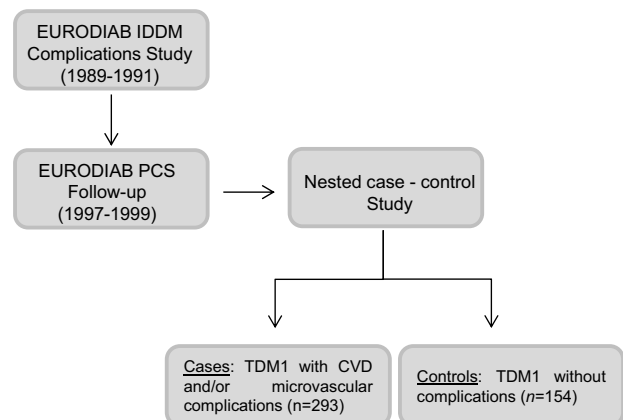 EURODIAB IDDM
Complications Study
(1989-1991)
EURODIAB PCS
Follow-up
(1997-1999)
Nested case - control
Study
Cases: TDM1 with CVD
and/or microvascular
complications (n=293)
Controls: TDM1 without
complications (n=154)